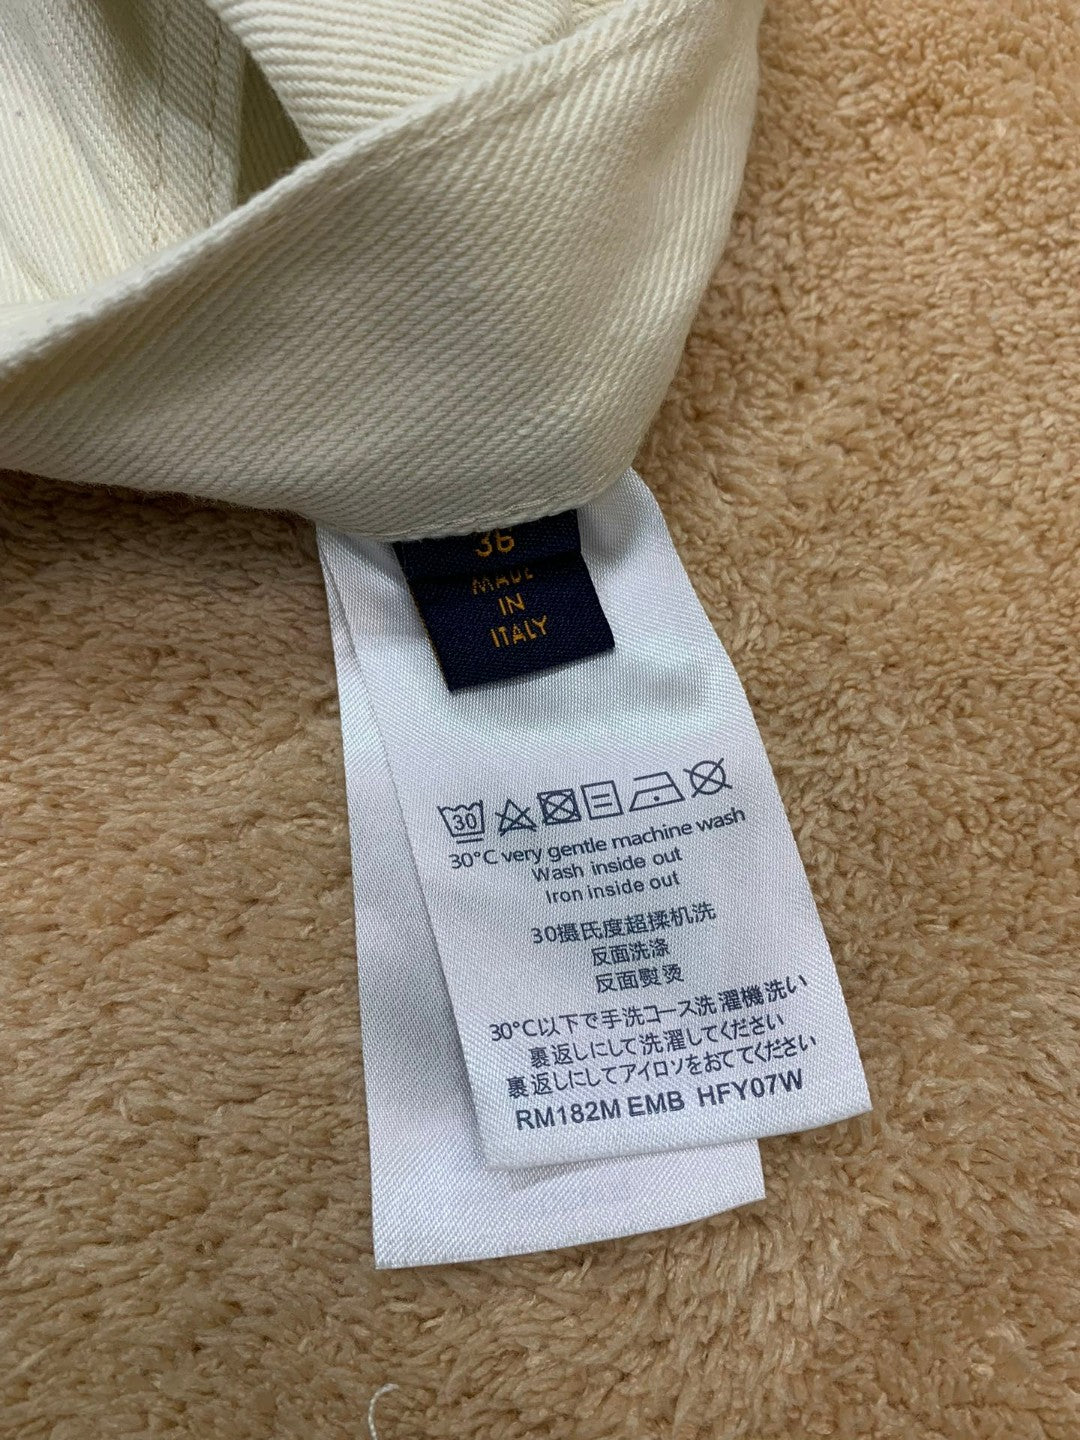 36
MADE
IN
ITALY
30
30°C very gentle machine wash
Wash inside out
Iron inside out
30摄氏度超揉机洗
反面洗涤
反面熨烫
30°C以下で手洗コース洗濯機洗い
裏返しにして洗濯してください
裏返しにしてアイロソをおててください
RM182M EMB HFY07W